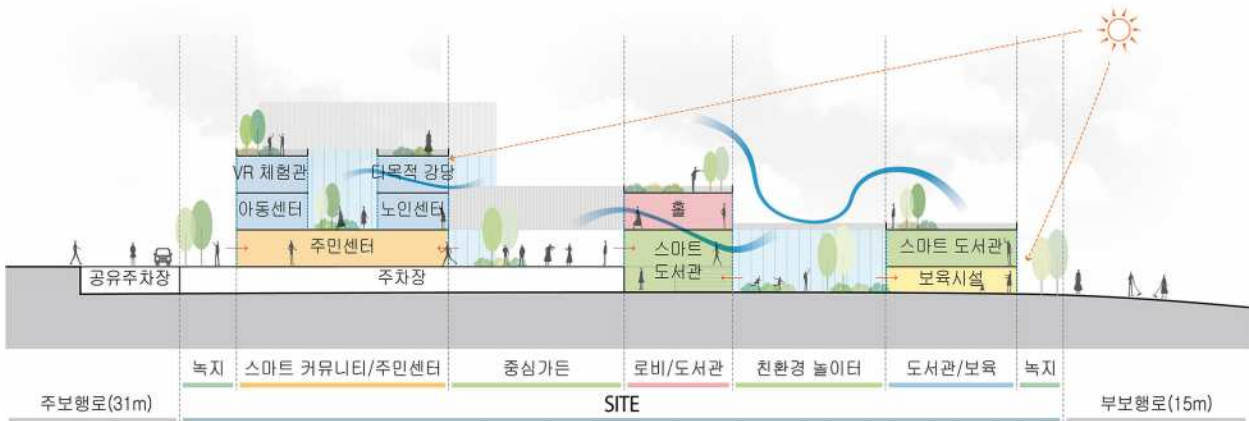 VR 체험관
다목적 강당
아동센터
노인센터
홀
주민센터
스마트
도서관
스마트 도서관
공유주차장
주차장
보육시설
녹지
스마트 커뮤니티/주민센터
중심가든
로비/도서관
친환경 놀이터
도서관/보육
녹지
주보행로(31m)
SITE
부보행로(15m)